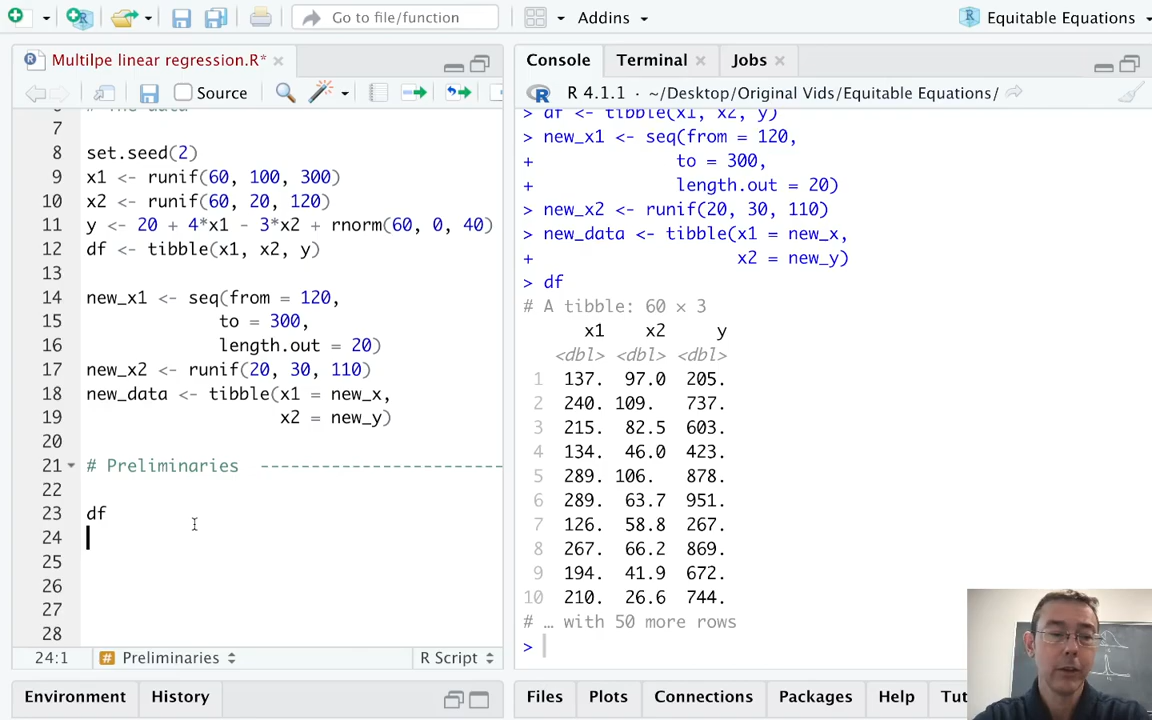 Go to file/function
Addins
Equitable Equations
Multilpe linear regression.R*
Source
7
8 set.seed(2)
9 x1 <- runif(60, 100, 300)
10 x2 <- runif(60, 20, 120)
11 y <- 20 + 4*x1 - 3*x2 + rnorm(60, 0, 40)
12 df <- tibble(x1, x2, y)
13
14 new_x1 <- seq(from = 120,
15 to = 300,
16 length.out = 20)
17 new_x2 <- runif(20, 30, 110)
18 new_data <- tibble(x1 = new_x,
19 x2 = new_y)
20
21 # Preliminaries ------------------------
22
23 df
24
25
26
27
28
24:1 # Preliminaries R Script
Environment History
Console Terminal Jobs
R 4.1.1 · ~/Desktop/Original Vids/Equitable Equations/
> df <- tibble(x1, x2, y)
> new_x1 <- seq(from = 120,
+ to = 300,
+ length.out = 20)
> new_x2 <- runif(20, 30, 110)
> new_data <- tibble(x1 = new_x,
+ x2 = new_y)
> df
# A tibble: 60 × 3
x1 x2 y
<dbl> <dbl> <dbl>
1 137. 97.0 205.
2 240. 109. 737.
3 215. 82.5 603.
4 134. 46.0 423.
5 289. 106. 878.
6 289. 63.7 951.
7 126. 58.8 267.
8 267. 66.2 869.
9 194. 41.9 672.
10 210. 26.6 744.
# … with 50 more rows
>
Files Plots Connections Packages Help Tut